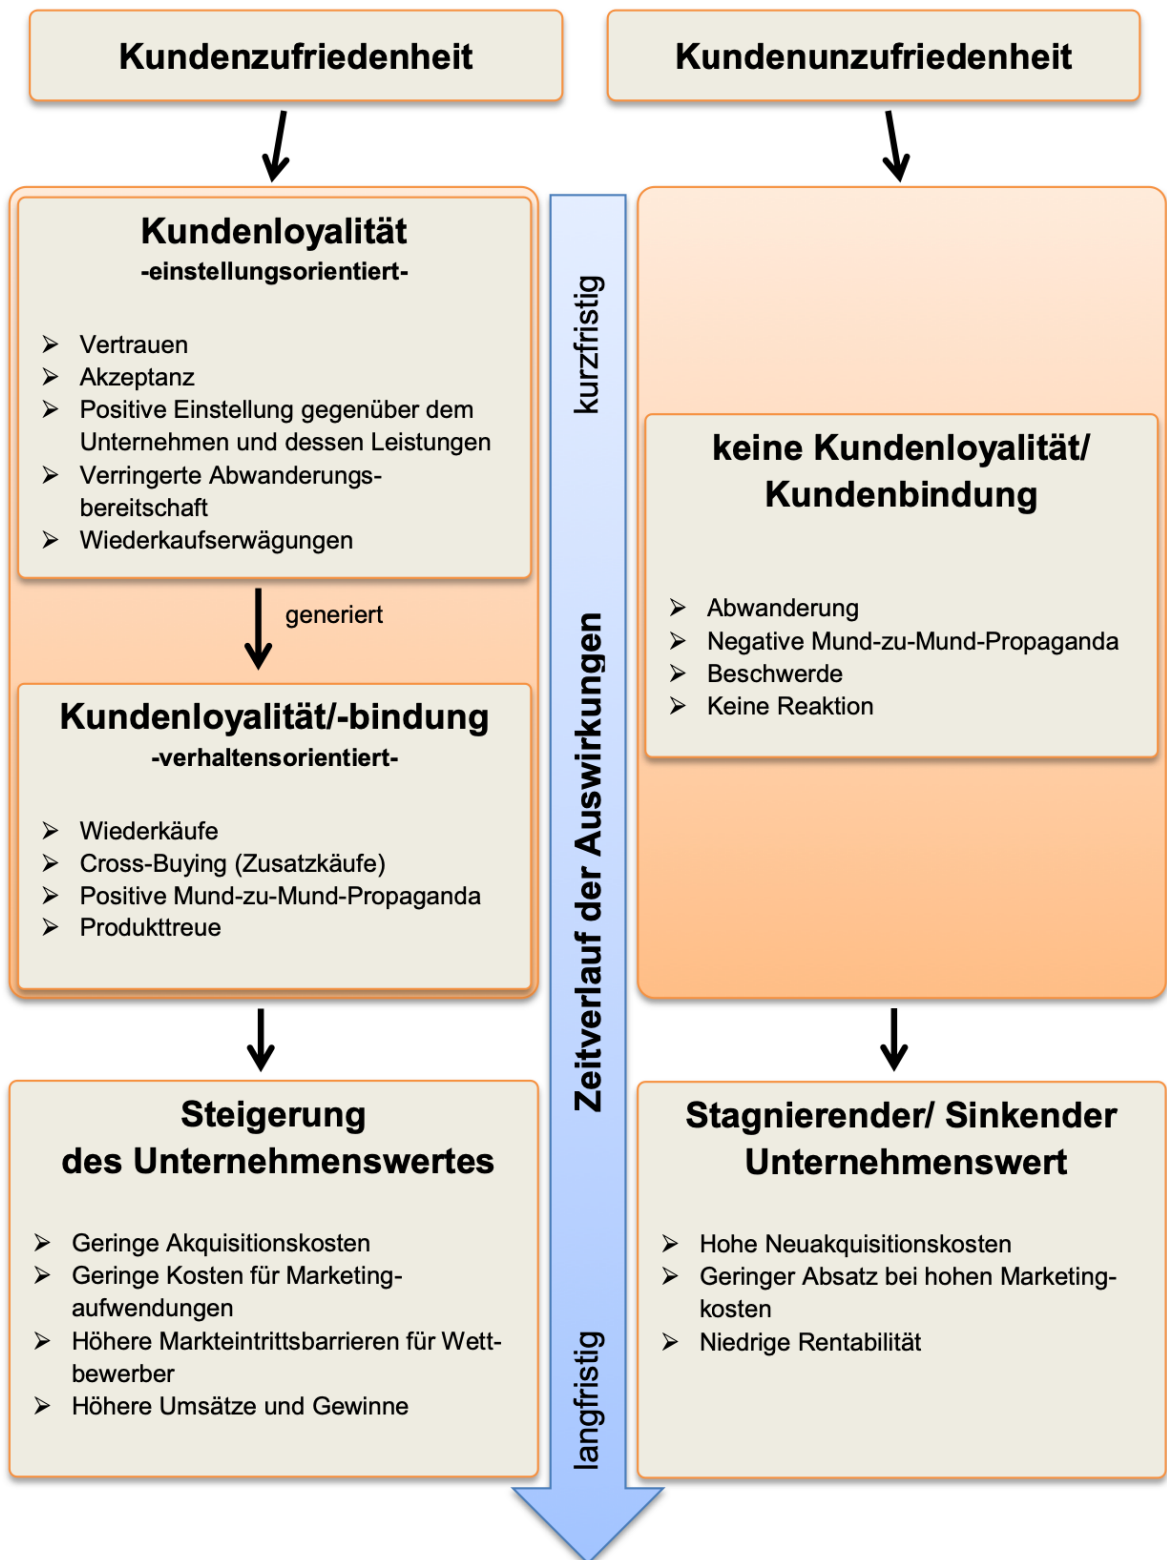 Kundenzufriedenheit
Kundenunzufriedenheit
Kundenloyalität
-einstellungsorientiert-
➢ Vertrauen
➢ Akzeptanz
➢ Positive Einstellung gegenüber dem
Unternehmen und dessen Leistungen
➢ Verringerte Abwanderungs-
bereitschaft
➢ Wiederkaufserwägungen
generiert
Kundenloyalität/-bindung
-verhaltensorientiert-
➢ Wiederkäufe
➢ Cross-Buying (Zusatzkäufe)
➢ Positive Mund-zu-Mund-Propaganda
➢ Produkttreue
Steigerung
des Unternehmenswertes
➢ Geringe Akquisitionskosten
➢ Geringe Kosten für Marketing-
aufwendungen
➢ Höhere Markteintrittsbarrieren für Wett-
bewerber
➢ Höhere Umsätze und Gewinne
kurzfristig
Zeitverlauf der Auswirkungen
langfristig
keine Kundenloyalität/
Kundenbindung
➢ Abwanderung
➢ Negative Mund-zu-Mund-Propaganda
➢ Beschwerde
➢ Keine Reaktion
Stagnierender/ Sinkender
Unternehmenswert
➢ Hohe Neuakquisitionskosten
➢ Geringer Absatz bei hohen Marketing-
kosten
➢ Niedrige Rentabilität